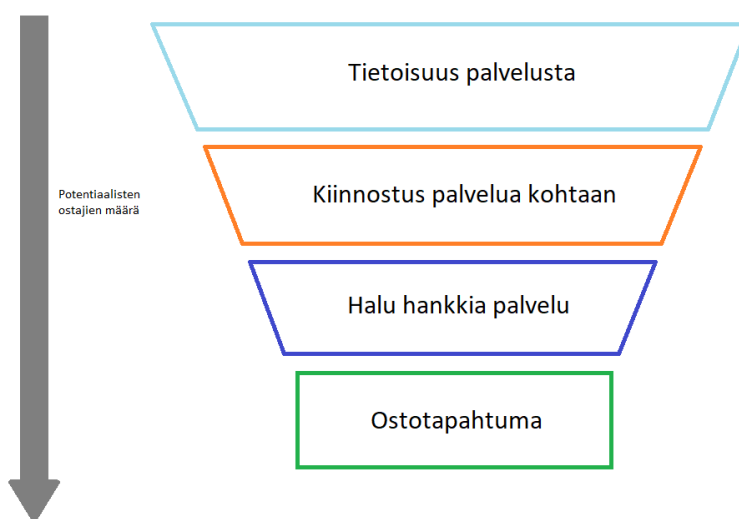 Tietoisuus palvelusta
Kiinnostus palvelua kohtaan
Potentiaalisten
ostajien määrä
Halu hankkia palvelu
Ostotapahtuma